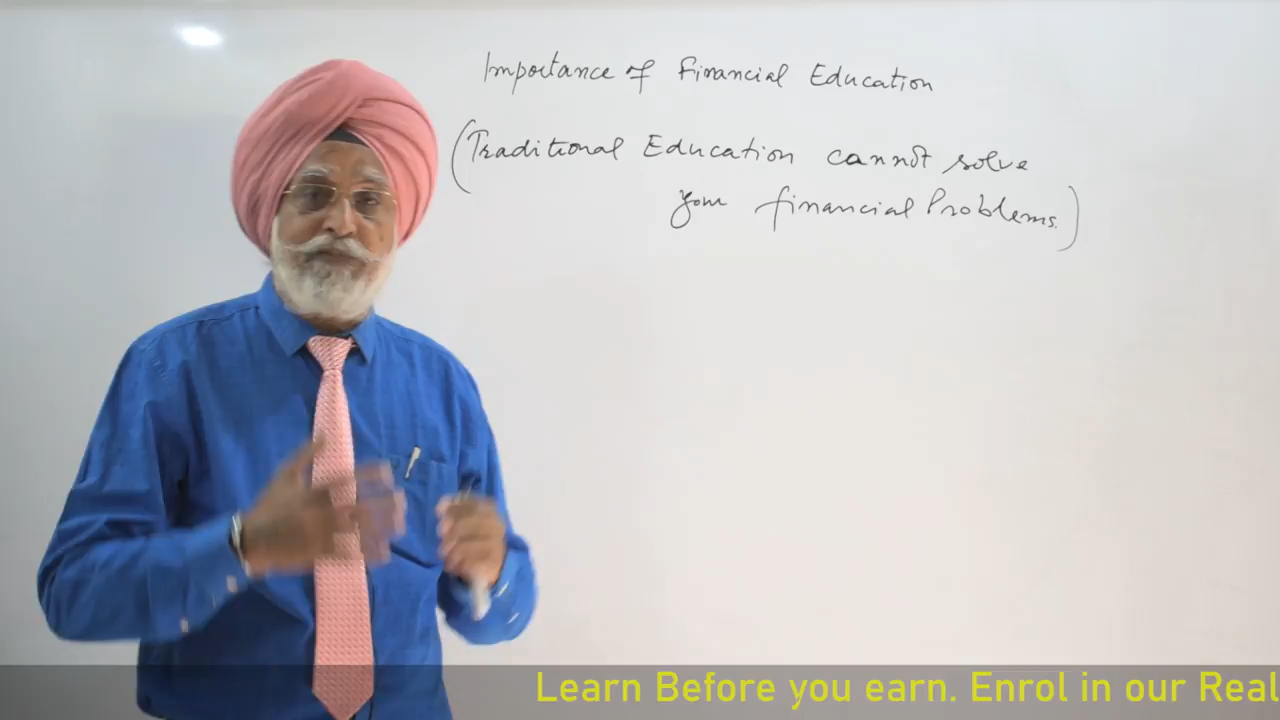 Importance of Financial Education
(Traditional Education cannot solve
your financial Problems.)
Learn Before you earn. Enrol in our Real